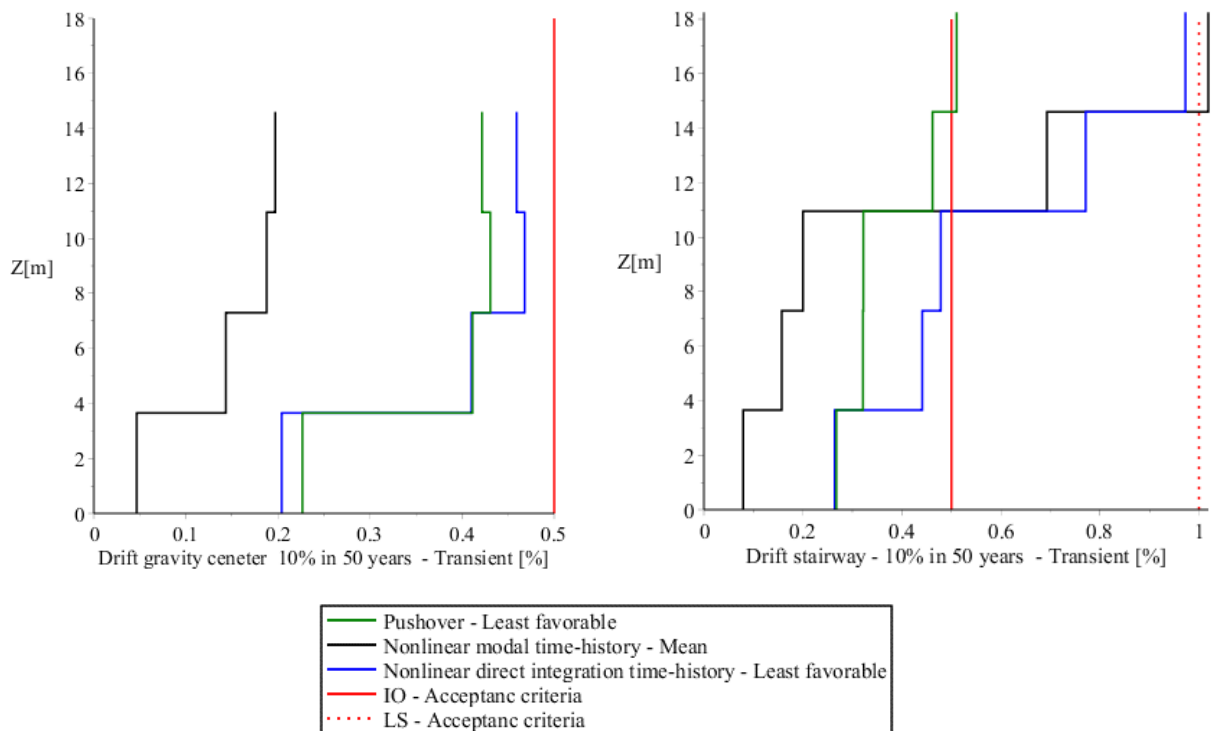 18
16
14
12
10
Z[m]
8
6
4
2
0
0 0.1 0.2 0.3 0.4 0.5
Drift gravity ceneter 10% in 50 years - Transient [%]
18
16
14
12
10
Z[m]
8
6
4
2
0
0 0.2 0.4 0.6 0.8 1
Drift stairway - 10% in 50 years - Transient [%]
Pushover - Least favorable
Nonlinear modal time-history - Mean
Nonlinear direct integration time-history - Least favorable
IO - Acceptanc criteria
LS - Acceptanc criteria